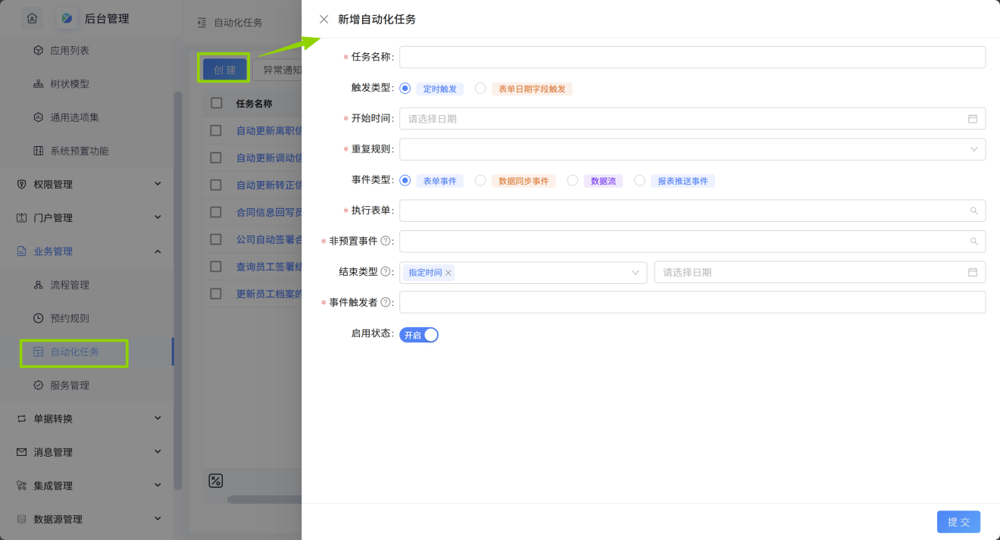 后台管理
应用列表
树状模型
通用选项集
系统预置功能
权限管理
门户管理
业务管理
流程管理
预约规则
自动化任务
服务管理
单据转换
消息管理
集成管理
数据源管理
自动化任务
创 建
异常通知
任务名称
自动更新离职信
自动更新调动信
自动更新转正信
合同信息回写员
公司自动签署合
查询员工签署结
更新员工档案的
新增自动化任务
* 任务名称:
触发类型: 定时触发 表单日期字段触发
* 开始时间: 请选择日期
* 重复规则:
事件类型: 表单事件 数据同步事件 数据流 报表推送事件
* 执行表单:
* 非预置事件 ? :
结束类型 ? : 指定时间 × 请选择日期
* 事件触发者 ? :
启用状态: 开启
提 交